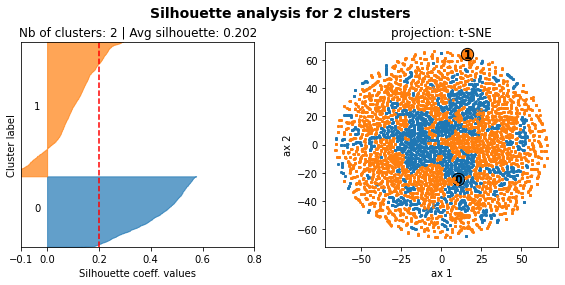 Silhouette analysis for 2 clusters
Nb of clusters: 2 | Avg silhouette: 0.202
Cluster label
1
0
−0.1 0.0 0.2 0.4 0.6 0.8
Silhouette coeff. values
projection: t-SNE
ax 2
60
40
20
0
−20
−40
−60
1
0
−50 −25 0 25 50
ax 1